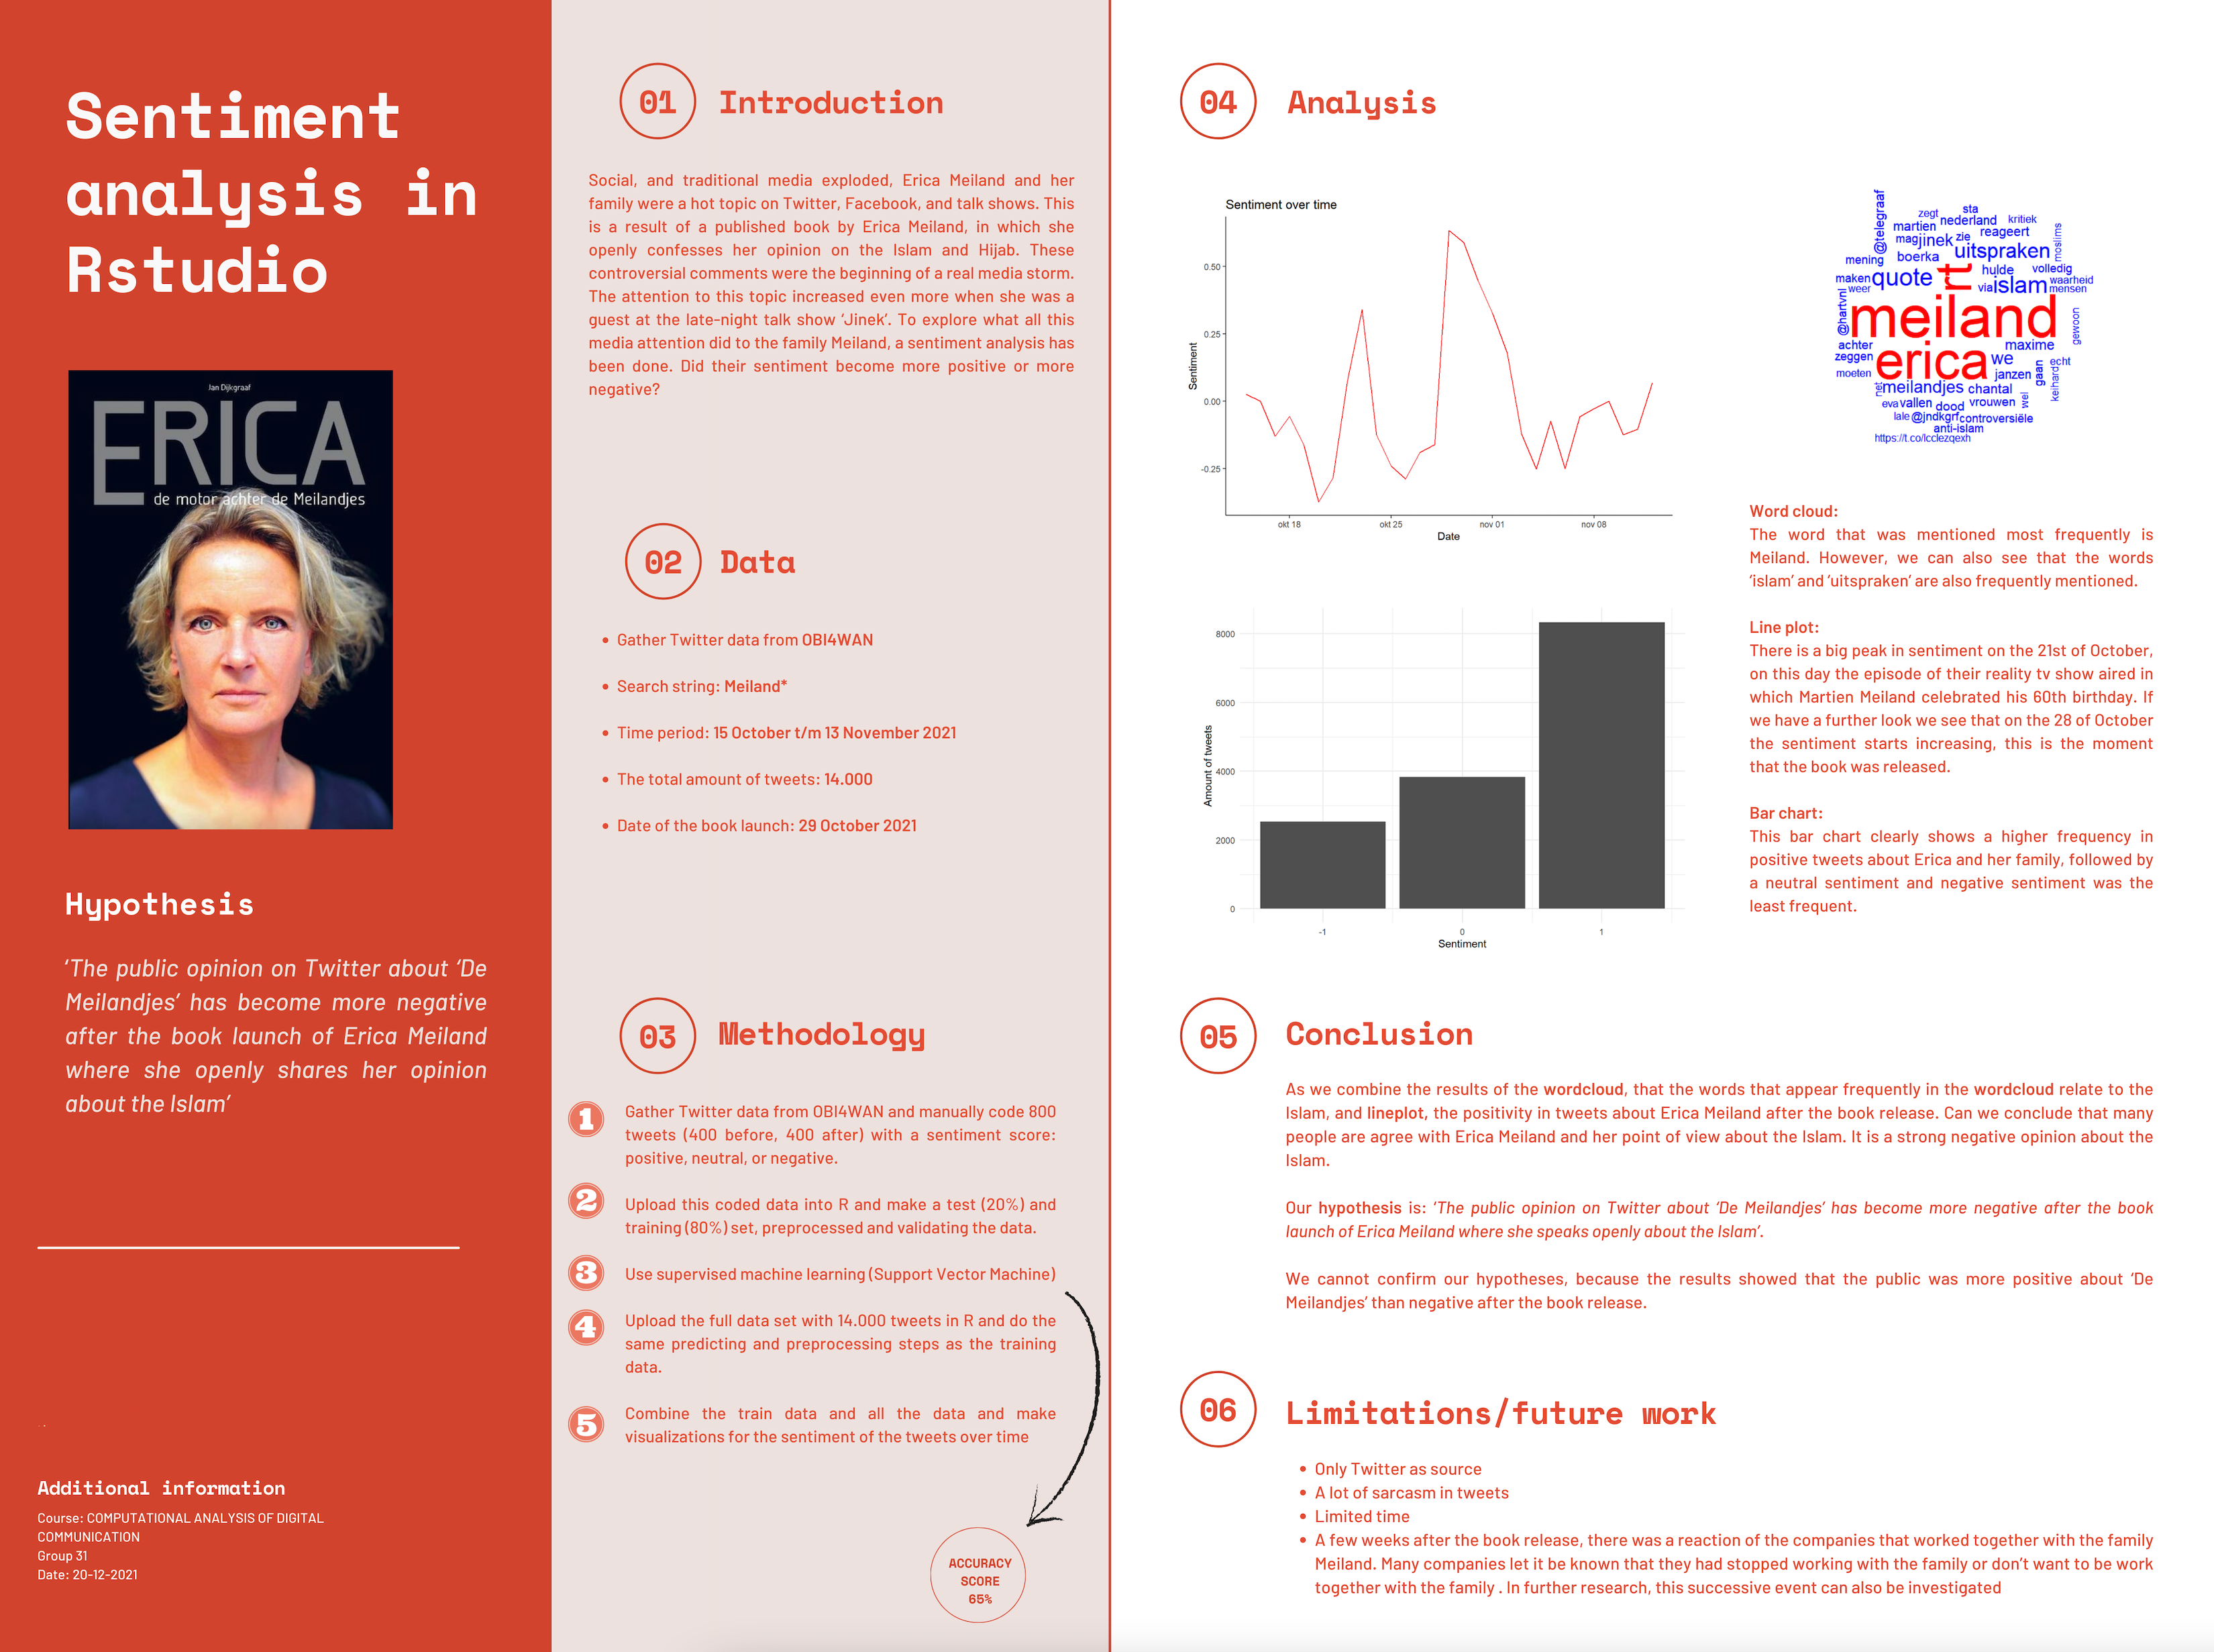 Sentiment
analysis in
Rstudio
Jan Dijkgraaf
ERICA
de motor achter de Meilandjes
Hypothesis
‘The public opinion on Twitter about ‘De
Meilandjes’ has become more negative
after the book launch of Erica Meiland
where she openly shares her opinion
about the Islam’
Additional information
Course: COMPUTATIONAL ANALYSIS OF DIGITAL
COMMUNICATION
Group 31
Date: 20-12-2021
01 Introduction
Social, and traditional media exploded, Erica Meiland and her
family were a hot topic on Twitter, Facebook, and talk shows. This
is a result of a published book by Erica Meiland, in which she
openly confesses her opinion on the Islam and Hijab. These
controversial comments were the beginning of a real media storm.
The attention to this topic increased even more when she was a
guest at the late-night talk show ‘Jinek’. To explore what all this
media attention did to the family Meiland, a sentiment analysis has
been done. Did their sentiment become more positive or more
negative?
02 Data
• Gather Twitter data from OBI4WAN
• Search string: Meiland*
• Time period: 15 October t/m 13 November 2021
• The total amount of tweets: 14.000
• Date of the book launch: 29 October 2021
03 Methodology
1 Gather Twitter data from OBI4WAN and manually code 800
tweets (400 before, 400 after) with a sentiment score:
positive, neutral, or negative.
2 Upload this coded data into R and make a test (20%) and
training (80%) set, preprocessed and validating the data.
3 Use supervised machine learning (Support Vector Machine)
4 Upload the full data set with 14.000 tweets in R and do the
same predicting and preprocessing steps as the training
data.
5 Combine the train data and all the data and make
visualizations for the sentiment of the tweets over time
ACCURACY
SCORE
65%
04 Analysis
Sentiment over time
Sentiment
0.50
0.25
0.00
-0.25
okt 18 okt 25 nov 01 nov 08
Date
@telegraaf
zegt sta
martien nederland kritiek
mag jinek zie reageert
moslims
mening boerka uitspraken
maken quote rt hulde volledig
weer via islam waarheid
mensen
@hartvnl meiland gewoon
achter maxime
zeggen erica we echt
moeten janzen gaan keihard
net meilandjes chantal
eva vallen dood vrouwen wel
lale @jndkgrf controversiële
anti-islam
https://t.co/lcclezqexh
Amount of tweets
8000
6000
4000
2000
0
-1 0 1
Sentiment
Word cloud:
The word that was mentioned most frequently is
Meiland. However, we can also see that the words
‘islam’ and ‘uitspraken’ are also frequently mentioned.
Line plot:
There is a big peak in sentiment on the 21st of October,
on this day the episode of their reality tv show aired in
which Martien Meiland celebrated his 60th birthday. If
we have a further look we see that on the 28 of October
the sentiment starts increasing, this is the moment
that the book was released.
Bar chart:
This bar chart clearly shows a higher frequency in
positive tweets about Erica and her family, followed by
a neutral sentiment and negative sentiment was the
least frequent.
05 Conclusion
As we combine the results of the wordcloud, that the words that appear frequently in the wordcloud relate to the
Islam, and lineplot, the positivity in tweets about Erica Meiland after the book release. Can we conclude that many
people are agree with Erica Meiland and her point of view about the Islam. It is a strong negative opinion about the
Islam.
Our hypothesis is: ‘The public opinion on Twitter about ‘De Meilandjes’ has become more negative after the book
launch of Erica Meiland where she speaks openly about the Islam’.
We cannot confirm our hypotheses, because the results showed that the public was more positive about ‘De
Meilandjes’ than negative after the book release.
06 Limitations/future work
• Only Twitter as source
• A lot of sarcasm in tweets
• Limited time
• A few weeks after the book release, there was a reaction of the companies that worked together with the family
Meiland. Many companies let it be known that they had stopped working with the family or don’t want to be work
together with the family . In further research, this successive event can also be investigated